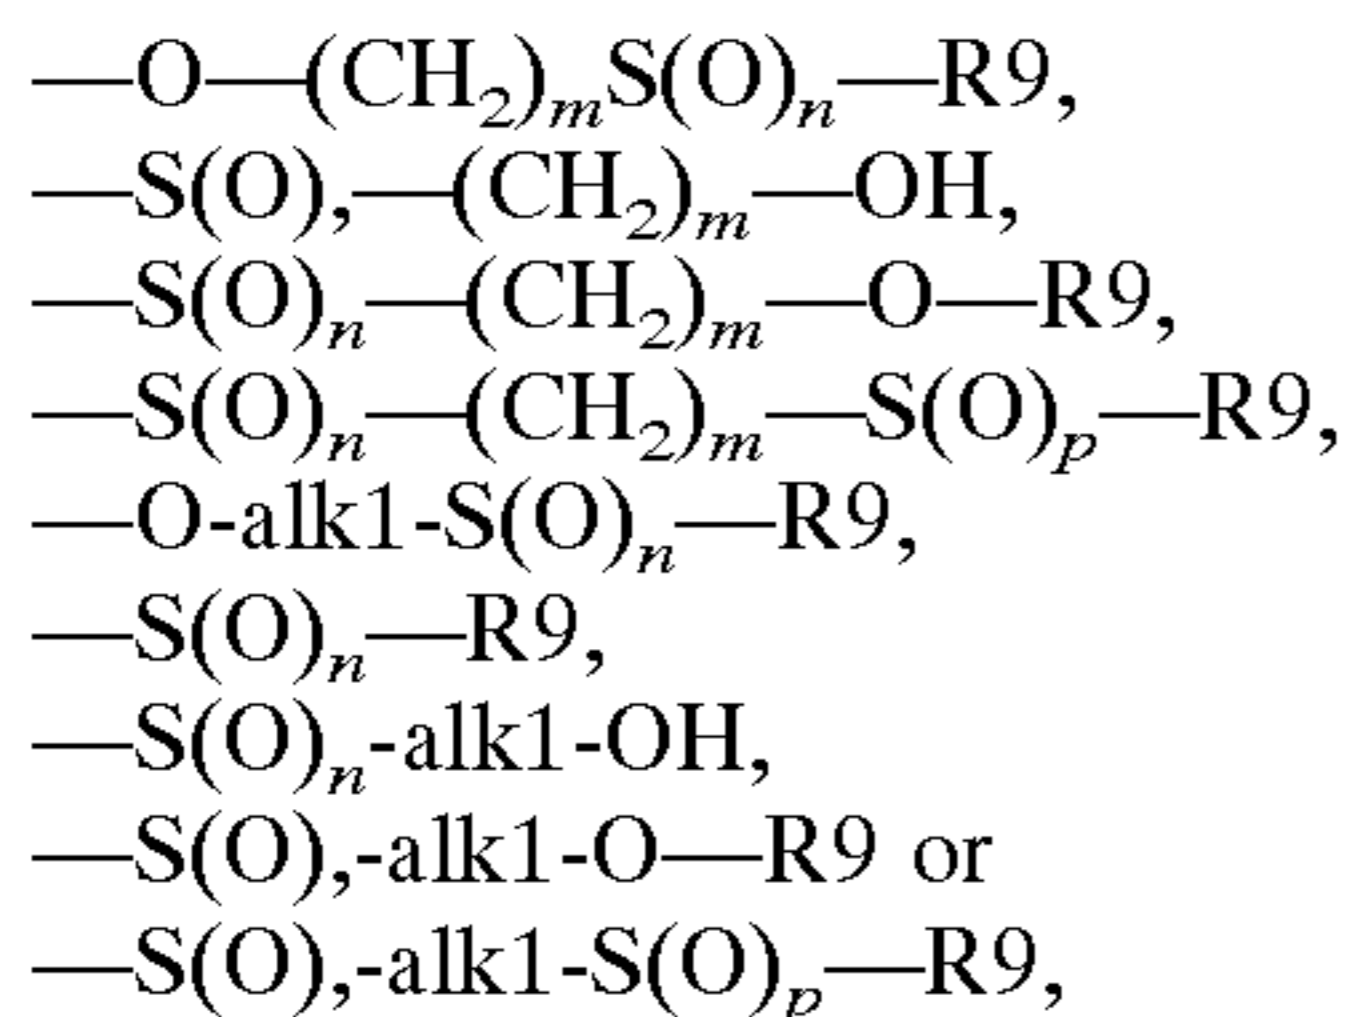 —O—(CH₂)ₘS(O)ₙ—R9,
—S(O),—(CH₂)ₘ—OH,
—S(O)ₙ—(CH₂)ₘ—O—R9,
—S(O)ₙ—(CH₂)ₘ—S(O)ₚ—R9,
—O-alk1-S(O)ₙ—R9,
—S(O)ₙ—R9,
—S(O)ₙ-alk1-OH,
—S(O),-alk1-O—R9 or
—S(O),-alk1-S(O)ₚ—R9,